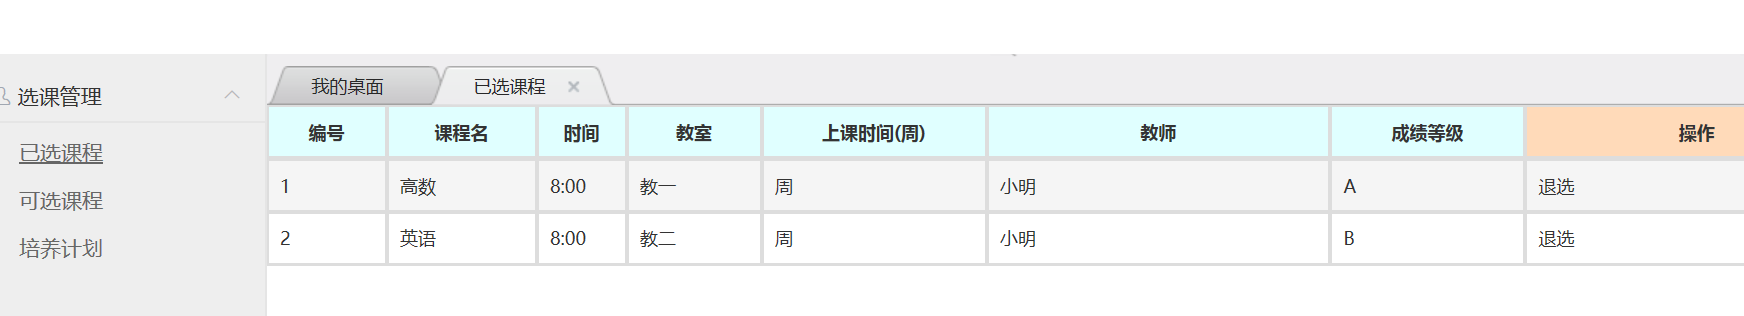 选课管理
已选课程
可选课程
培养计划
我的桌面 已选课程
编号 课程名 时间 教室 上课时间(周) 教师 成绩等级 操作
1 高数 8:00 教一 周 小明 A 退选
2 英语 8:00 教二 周 小明 B 退选